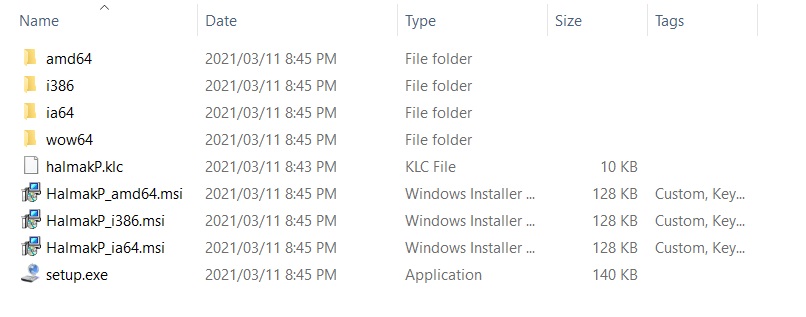 Name Date Type Size Tags
amd64 2021/03/11 8:45 PM File folder
i386 2021/03/11 8:45 PM File folder
ia64 2021/03/11 8:45 PM File folder
wow64 2021/03/11 8:45 PM File folder
halmakP.klc 2021/03/11 8:43 PM KLC File 10 KB
HalmakP_amd64.msi 2021/03/11 8:45 PM Windows Installer ... 128 KB Custom, Key...
HalmakP_i386.msi 2021/03/11 8:45 PM Windows Installer ... 128 KB Custom, Key...
HalmakP_ia64.msi 2021/03/11 8:45 PM Windows Installer ... 128 KB Custom, Key...
setup.exe 2021/03/11 8:45 PM Application 140 KB